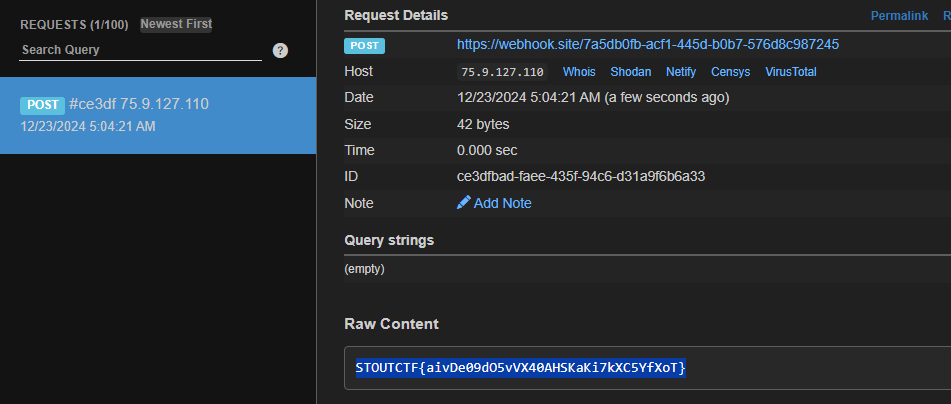 REQUESTS (1/100) Newest First
Search Query ?
POST #ce3df 75.9.127.110
12/23/2024 5:04:21 AM
Request Details Permalink R
POST https://webhook.site/7a5db0fb-acf1-445d-b0b7-576d8c987245
Host 75.9.127.110 Whois Shodan Netify Censys VirusTotal
Date 12/23/2024 5:04:21 AM (a few seconds ago)
Size 42 bytes
Time 0.000 sec
ID ce3dfbad-faee-435f-94c6-d31a9f6b6a33
Note Add Note
Query strings
(empty)
Raw Content
STOUTCTF{aivDe09dO5vVX40AHSKaKi7kXC5YfXoT}